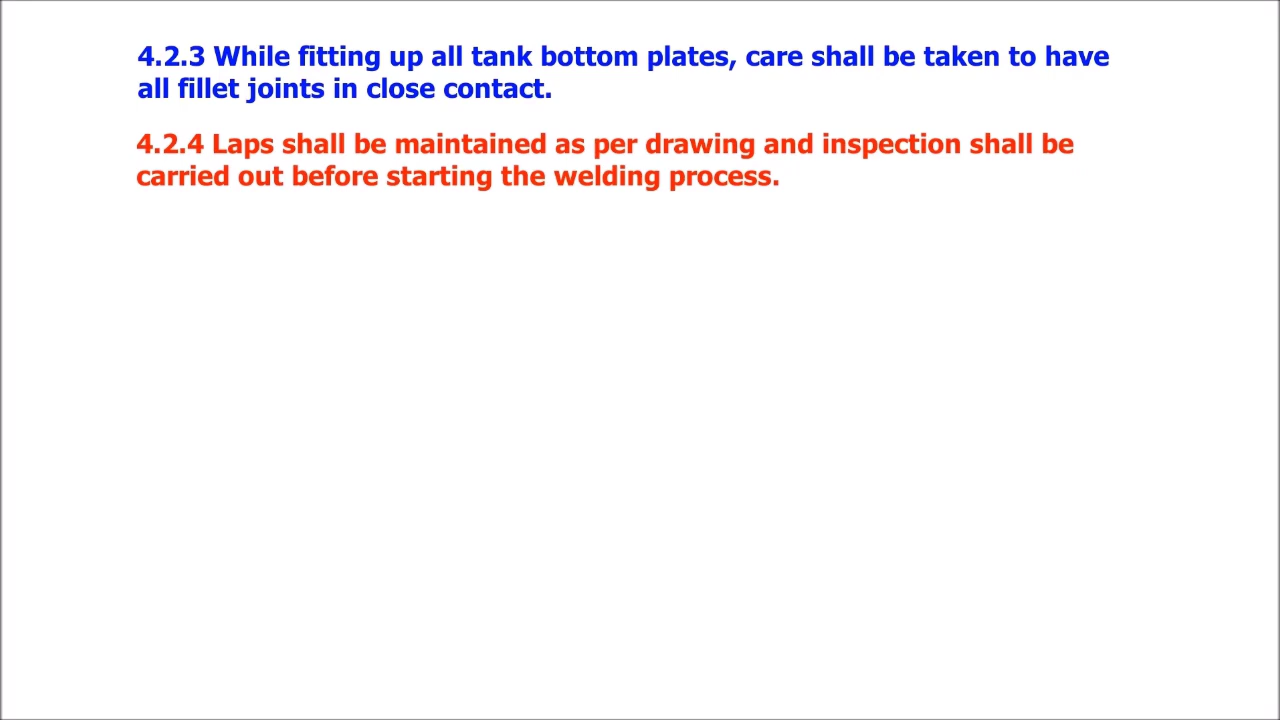 4.2.3 While fitting up all tank bottom plates, care shall be taken to have
all fillet joints in close contact.
4.2.4 Laps shall be maintained as per drawing and inspection shall be
carried out before starting the welding process.